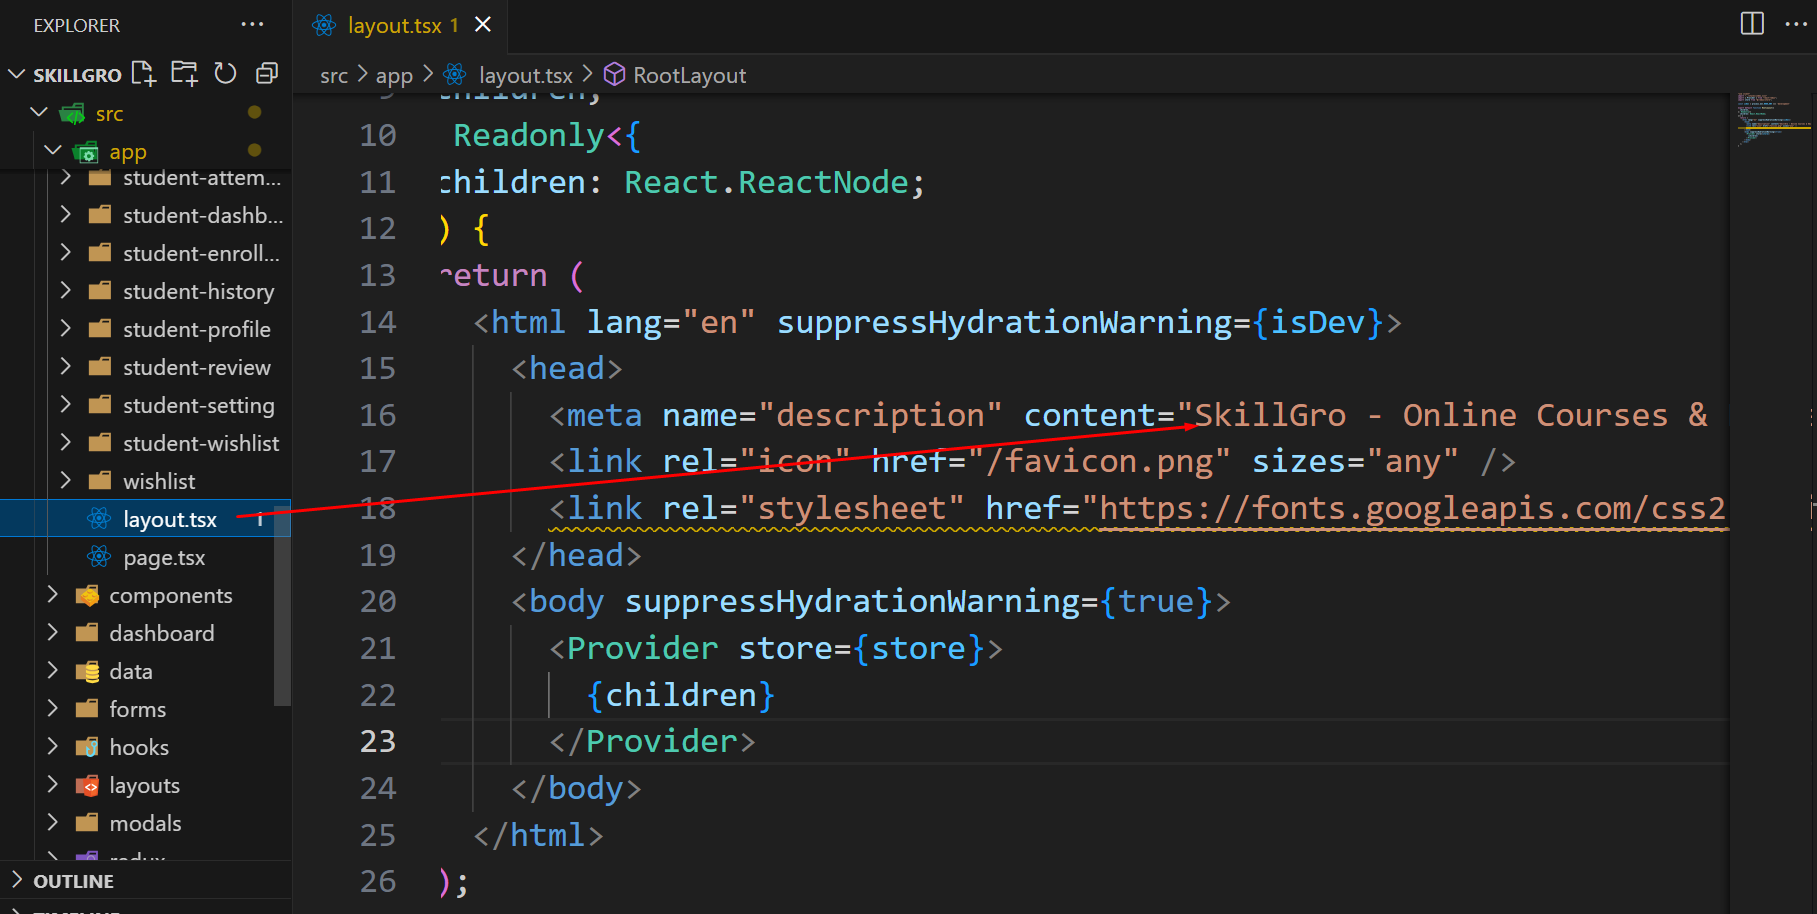 EXPLORER
SKILLGRO
src
app
student-attem...
student-dashb...
student-enroll...
student-history
student-profile
student-review
student-setting
student-wishlist
wishlist
layout.tsx 1
page.tsx
components
dashboard
data
forms
hooks
layouts
modals
redux
OUTLINE
TIMELINE
layout.tsx 1
src > app > layout.tsx > RootLayout
9 children,
10 Readonly<{
11 children: React.ReactNode;
12 ) {
13 return (
14 <html lang="en" suppressHydrationWarning={isDev}>
15 <head>
16 <meta name="description" content="SkillGro - Online Courses &
17 <link rel="icon" href="/favicon.png" sizes="any" />
18 <link rel="stylesheet" href="https://fonts.googleapis.com/css2
19 </head>
20 <body suppressHydrationWarning={true}>
21 <Provider store={store}>
22 {children}
23 </Provider>
24 </body>
25 </html>
26 );